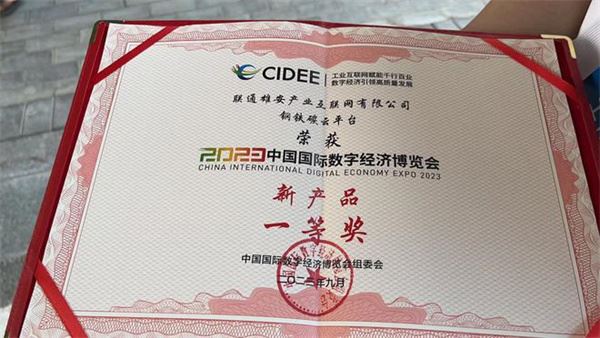 CIDEE
工业互联网赋能千行百业
数字经济引领高质量发展
联通雄安产业互联网有限公司
钢铁碳云平台
荣获
2023中国国际数字经济博览会
CHINA INTERNATIONAL DIGITAL ECONOMY EXPO 2023
新产品
一等奖
中国国际数字经济博览会组委会
二〇二三年九月